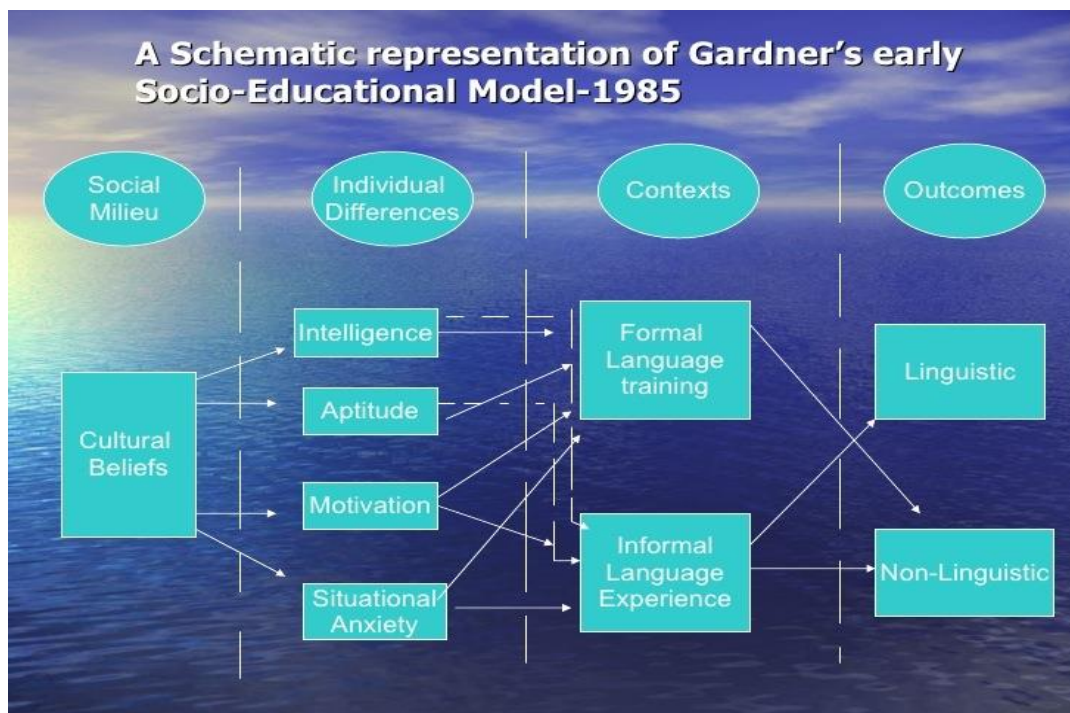 A Schematic representation of Gardner's early
Socio-Educational Model-1985
Social
Milieu
Individual
Differences
Contexts
Outcomes
Cultural
Beliefs
Intelligence
Aptitude
Motivation
Situational
Anxiety
Formal
Language
training
Informal
Language
Experience
Linguistic
Non-Linguistic